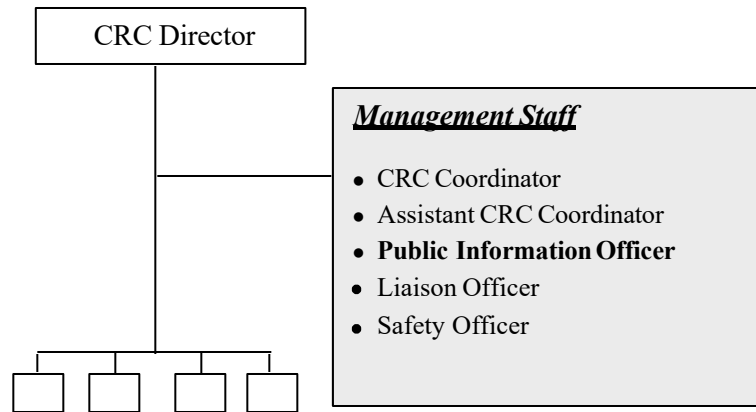 CRC Director
Management Staff
• CRC Coordinator
• Assistant CRC Coordinator
• Public Information Officer
• Liaison Officer
• Safety Officer